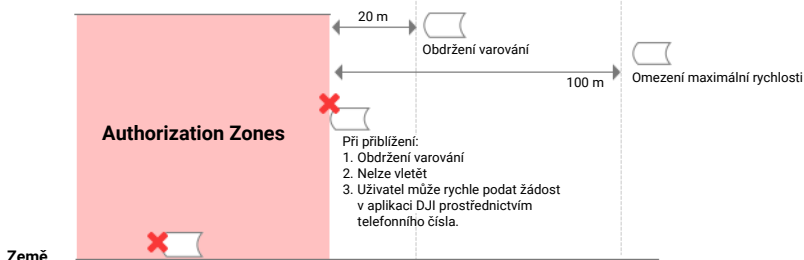 20 m
Obdržení varování
100 m
Omezení maximální rychlosti
Authorization Zones
Při přiblížení:
1. Obdržení varování
2. Nelze vletět
3. Uživatel může rychle podat žádost
v aplikaci DJI prostřednictvím
telefonního čísla.
Země